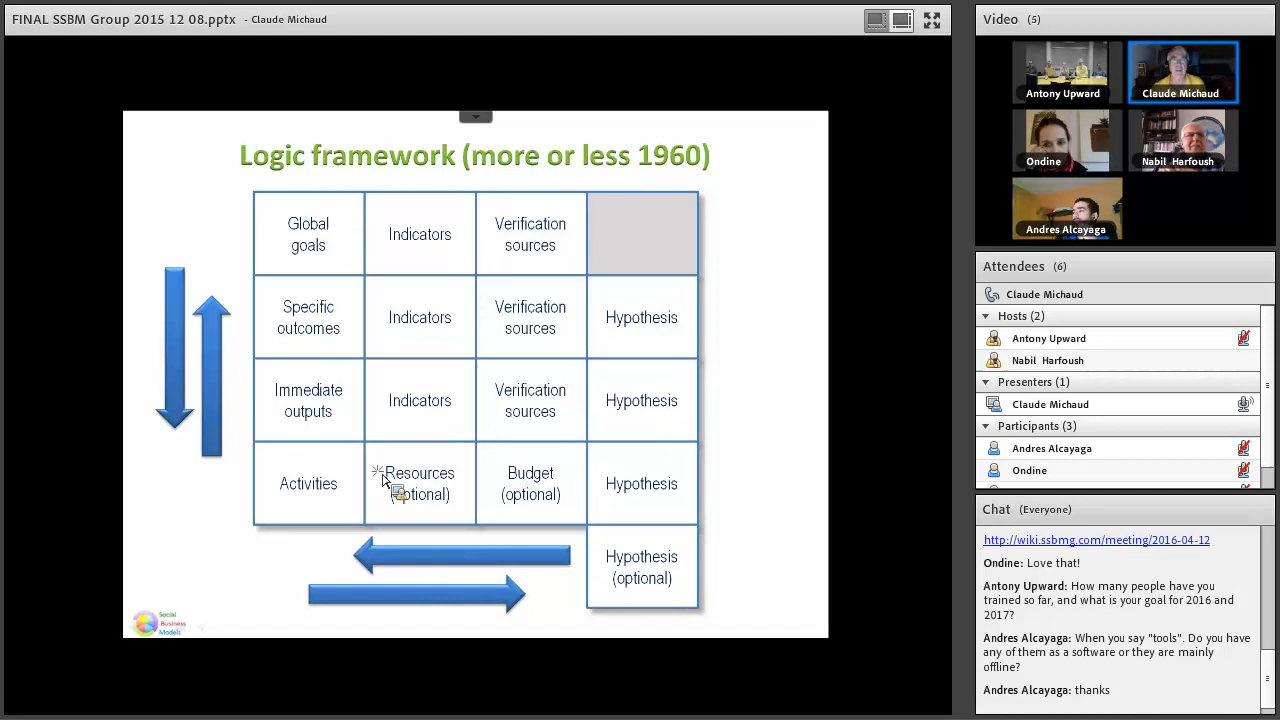 FINAL SSBM Group 2015 12 08.pptx - Claude Michaud
Logic framework (more or less 1960)
Global
goals
Indicators
Verification
sources
Specific
outcomes
Indicators
Verification
sources
Hypothesis
Immediate
outputs
Indicators
Verification
sources
Hypothesis
Activities
Resources
(optional)
Budget
(optional)
Hypothesis
Hypothesis
(optional)
Social
Business
Models
Video (5)
Antony Upward
Claude Michaud
Ondine
Nabil Harfoush
Andres Alcayaga
Attendees (6)
Claude Michaud
Hosts (2)
Antony Upward
Nabil Harfoush
Presenters (1)
Claude Michaud
Participants (3)
Andres Alcayaga
Ondine
Chat (Everyone)
http://wiki.ssbmg.com/meeting/2016-04-12
Ondine: Love that!
Antony Upward: How many people have you
trained so far, and what is your goal for 2016 and
2017?
Andres Alcayaga: When you say "tools". Do you have
any of them as a software or they are mainly
offline?
Andres Alcayaga: thanks